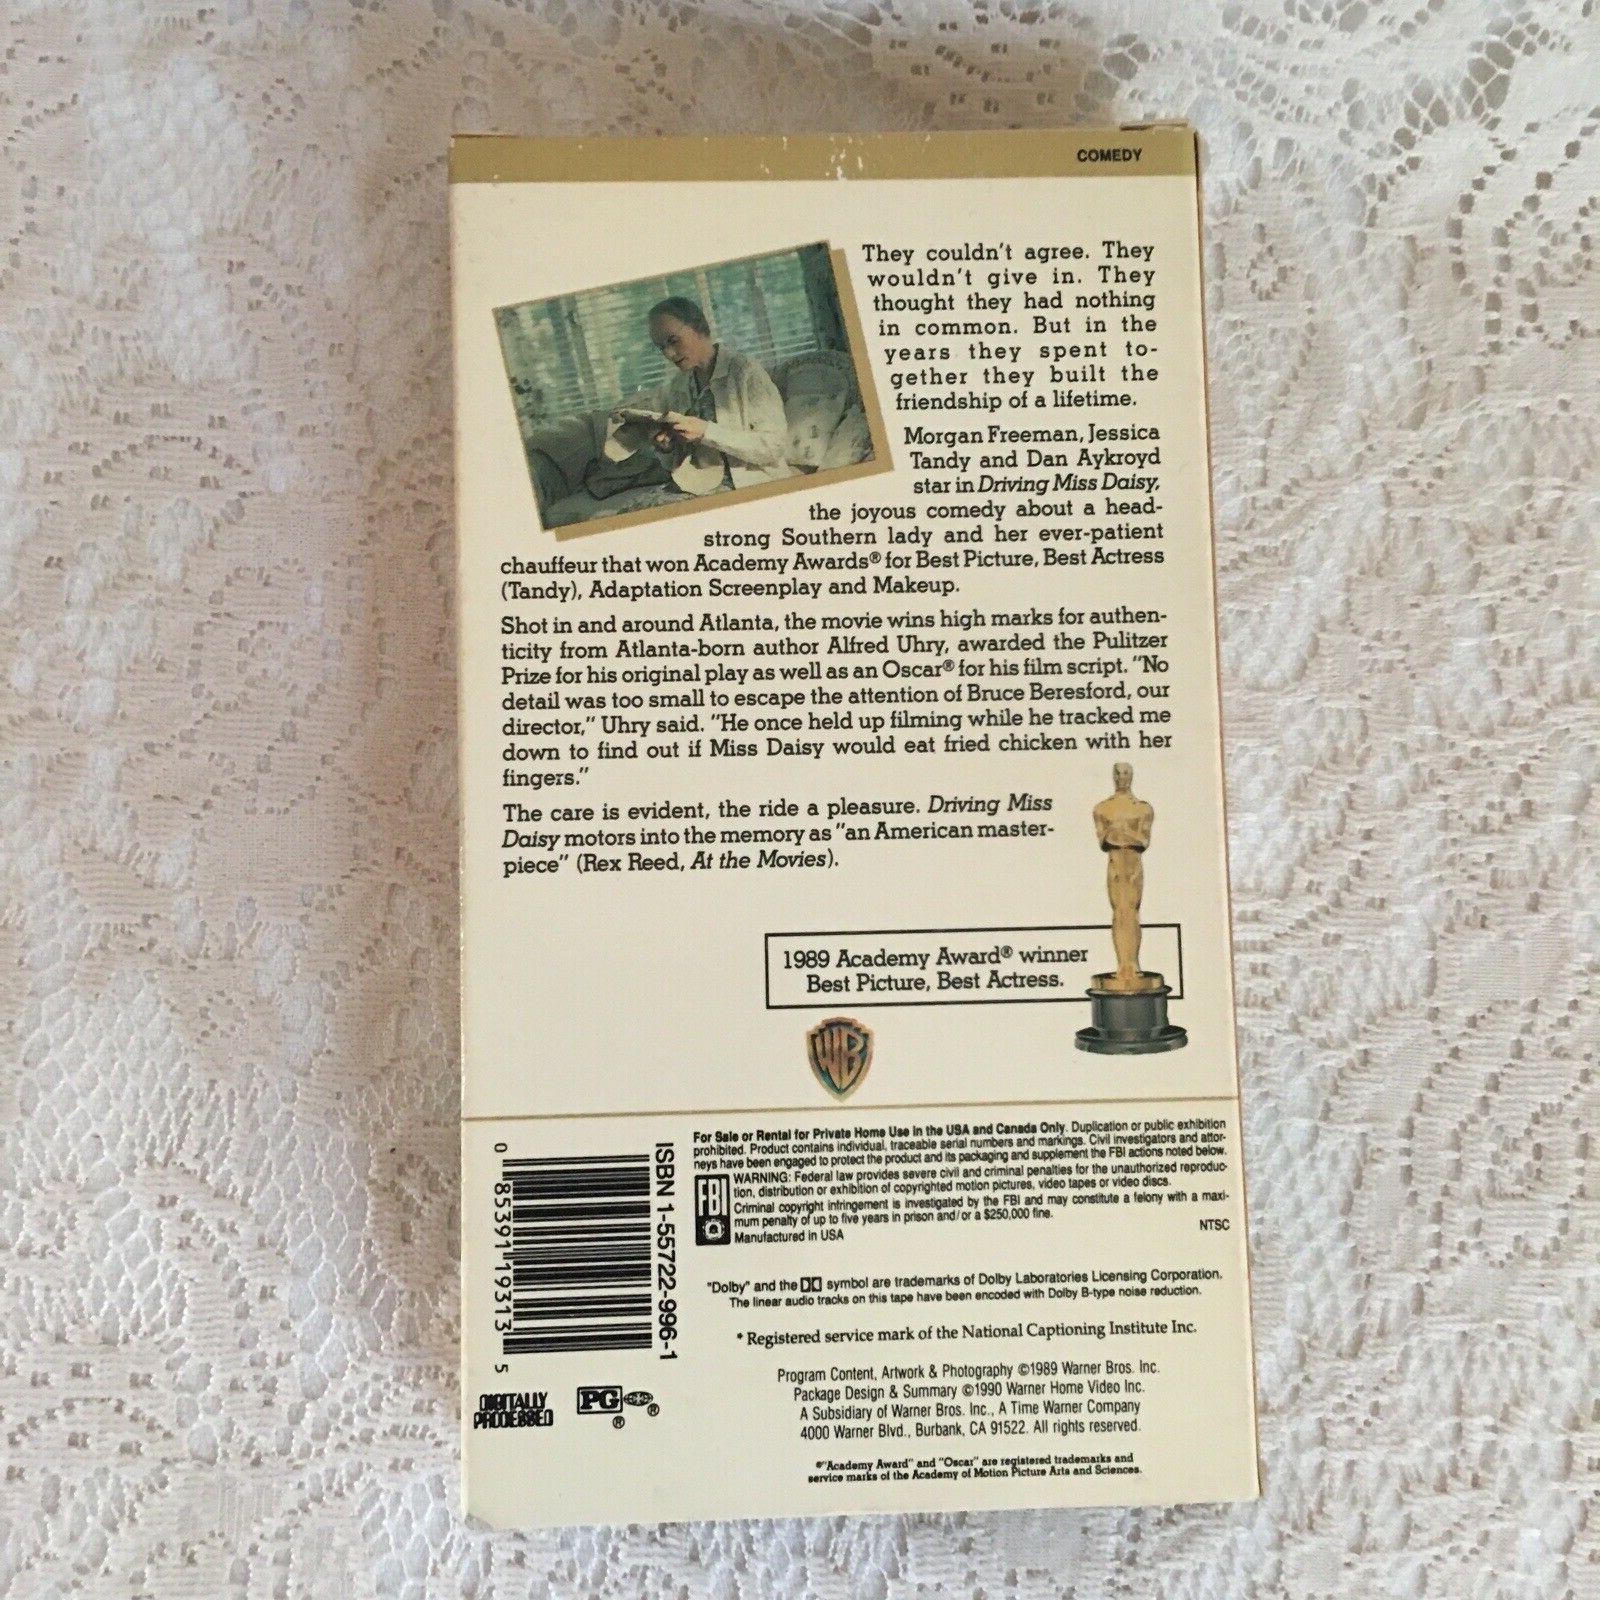 COMEDY
They couldn't agree. They
wouldn't give in. They
thought they had nothing
in common. But in the
years they spent to-
gether they built the
friendship of a lifetime.
Morgan Freeman, Jessica
Tandy and Dan Aykroyd
star in Driving Miss Daisy,
the joyous comedy about a head-
strong Southern lady and her ever-patient
chauffeur that won Academy Awards® for Best Picture, Best Actress
(Tandy), Adaptation Screenplay and Makeup.
Shot in and around Atlanta, the movie wins high marks for authen-
ticity from Atlanta-born author Alfred Uhry, awarded the Pulitzer
Prize for his original play as well as an Oscar® for his film script. "No
detail was too small to escape the attention of Bruce Beresford, our
director," Uhry said. "He once held up filming while he tracked me
down to find out if Miss Daisy would eat fried chicken with her
fingers."
The care is evident, the ride a pleasure. Driving Miss
Daisy motors into the memory as "an American master-
piece" (Rex Reed, At the Movies).
1989 Academy Award® winner
Best Picture, Best Actress.
WB
For Sale or Rental for Private Home Use in the USA and Canada Only. Duplication or public exhibition
prohibited. Product contains individual, traceable serial numbers and markings. Civil investigators and attor-
neys have been engaged to protect the product and its packaging and supplement the FBI actions noted below.
FBI
WARNING: Federal law provides severe civil and criminal penalties for the unauthorized reproduc-
tion, distribution or exhibition of copyrighted motion pictures, video tapes or video discs.
Criminal copyright infringement is investigated by the FBI and may constitute a felony with a maxi-
mum penalty of up to five years in prison and/or a $250,000 fine.
Manufactured in USA
NTSC
"Dolby" and the symbol are trademarks of Dolby Laboratories Licensing Corporation.
The linear audio tracks on this tape have been encoded with Dolby B-type noise reduction.
* Registered service mark of the National Captioning Institute Inc.
Program Content, Artwork & Photography ©1989 Warner Bros. Inc.
Package Design & Summary ©1990 Warner Home Video Inc.
A Subsidiary of Warner Bros. Inc., A Time Warner Company
4000 Warner Blvd., Burbank, CA 91522. All rights reserved.
®"Academy Award" and "Oscar" are registered trademarks and
service marks of the Academy of Motion Picture Arts and Sciences.
ISBN 1-55722-996-1
0 85391 19313 5
DIGITALLY
PROCESSED
PG ® ®